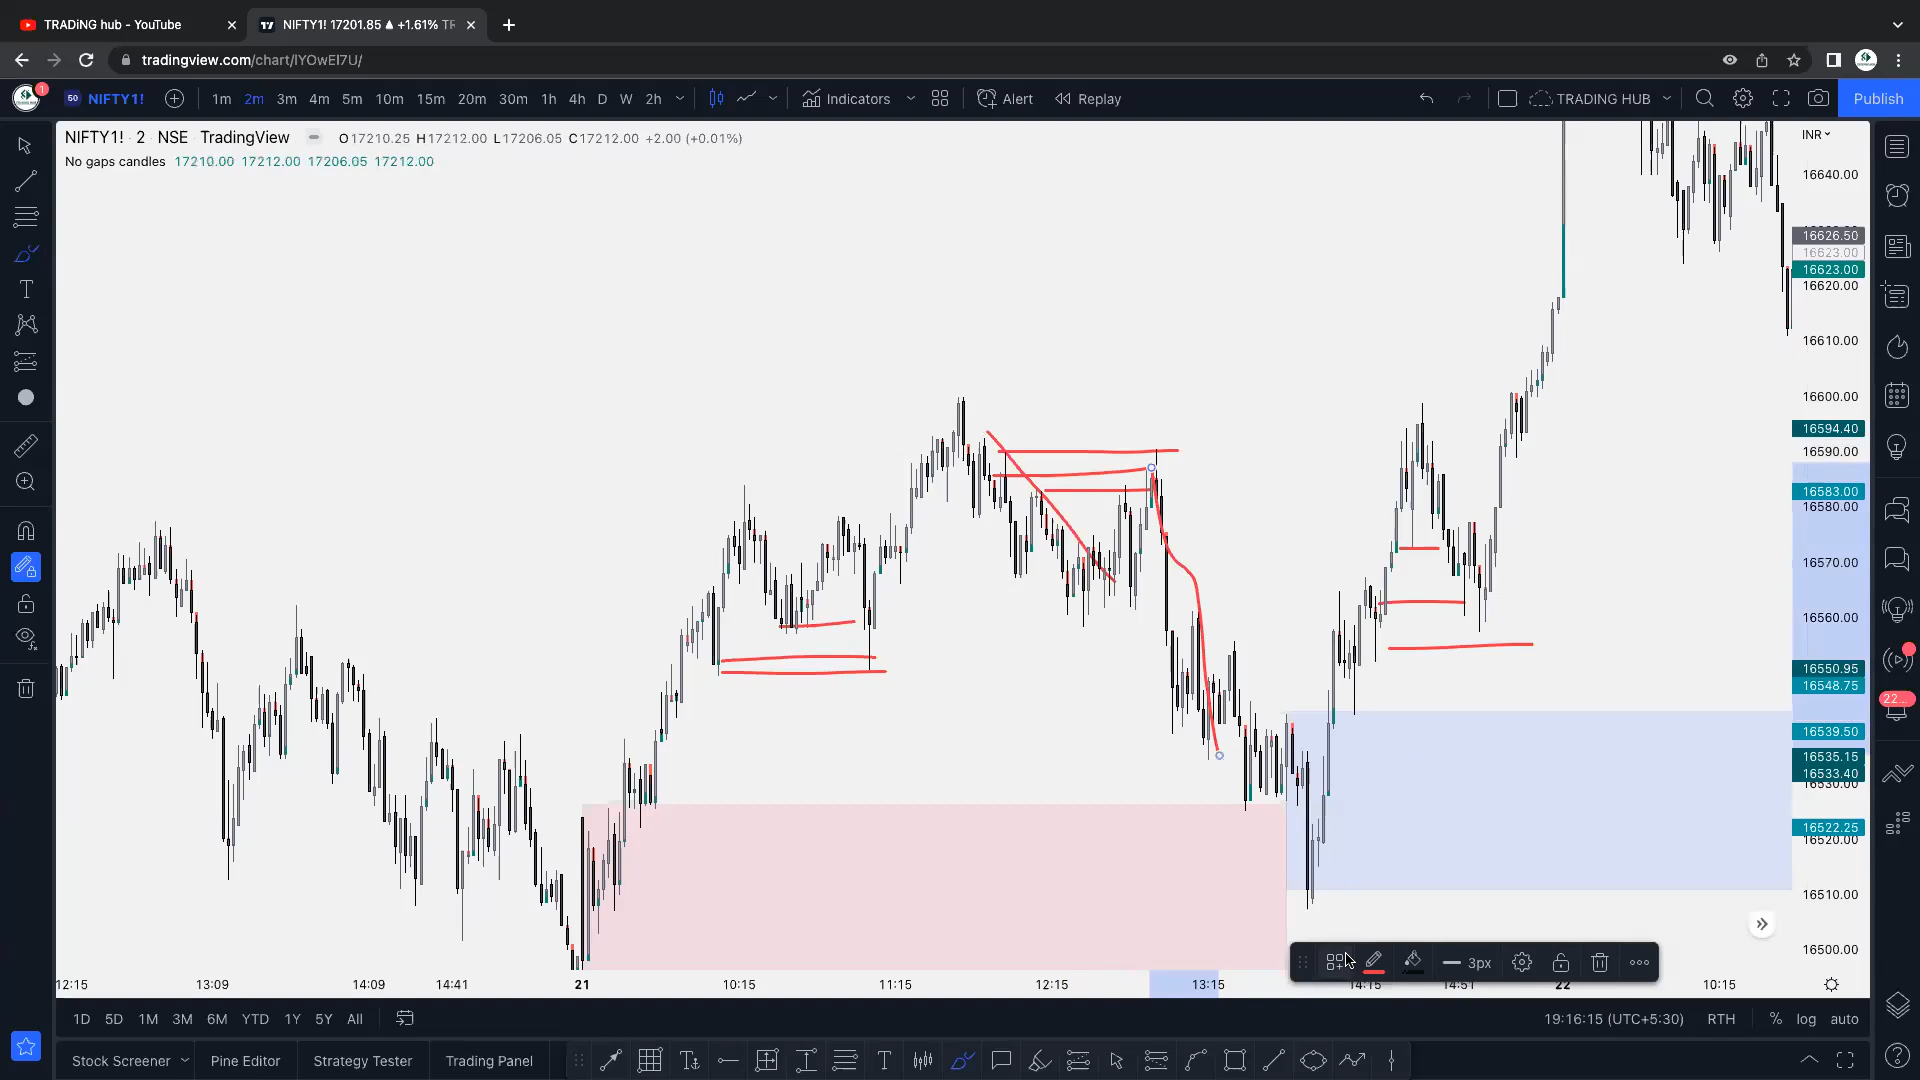 TRADiNG hub - YouTube
NIFTY1! 17201.85 ▲ +1.61% TR
tradingview.com/chart/lYOwEI7U/
1
50 NIFTY1! 1m 2m 3m 4m 5m 10m 15m 20m 30m 1h 4h D W 2h Indicators Alert Replay TRADING HUB Publish
NIFTY1! · 2 · NSE TradingView O17210.25 H17212.00 L17206.05 C17212.00 +2.00 (+0.01%)
No gaps candles 17210.00 17212.00 17206.05 17212.00
INR
16640.00
16626.50
16623.00
16623.00
16620.00
16610.00
16600.00
16594.40
16590.00
16583.00
16580.00
16570.00
16560.00
16550.95
16548.75
16539.50
16535.15
16533.40
16530.00
16522.25
16520.00
16510.00
16500.00
22...
3px
12:15 13:09 14:09 14:41 21 10:15 11:15 12:15 13:15 14:15 14:51 22 10:15
1D 5D 1M 3M 6M YTD 1Y 5Y All 19:16:15 (UTC+5:30) RTH % log auto
Stock Screener Pine Editor Strategy Tester Trading Panel